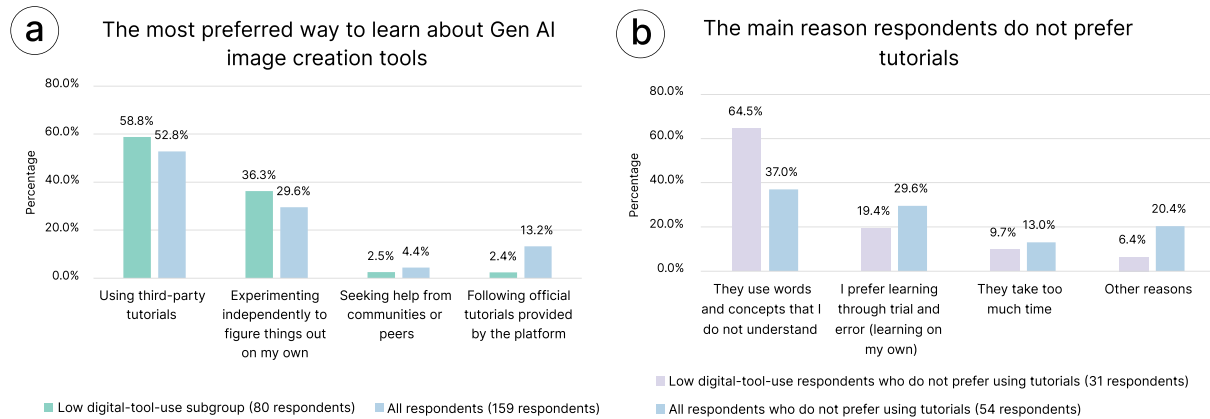 a
The most preferred way to learn about Gen AI
image creation tools
80.0%
60.0%
40.0%
20.0%
0.0%
Percentage
58.8%
52.8%
36.3%
29.6%
2.5%
4.4%
2.4%
13.2%
Using third-party
tutorials
Experimenting
independently to
figure things out
on my own
Seeking help from
communities or
peers
Following official
tutorials provided
by the platform
Low digital-tool-use subgroup (80 respondents)
All respondents (159 respondents)
b
The main reason respondents do not prefer
tutorials
80.0%
60.0%
40.0%
20.0%
0.0%
Percentage
64.5%
37.0%
19.4%
29.6%
9.7%
13.0%
6.4%
20.4%
They use words
and concepts that I
do not understand
I prefer learning
through trial and
error (learning on
my own)
They take too
much time
Other reasons
Low digital-tool-use respondents who do not prefer using tutorials (31 respondents)
All respondents who do not prefer using tutorials (54 respondents)